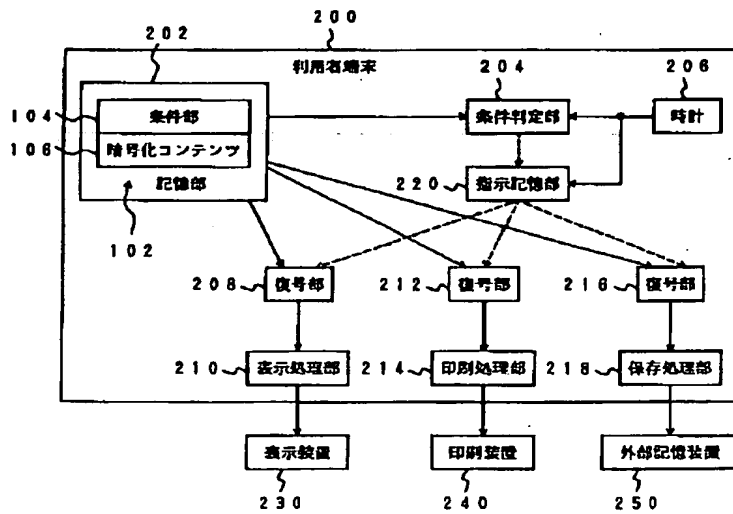 200
202
利用者端末
204
206
104
条件部
条件判定部
時計
106
暗号化コンテンツ
記憶部
220
指示記憶部
102
208
復号部
212
復号部
216
復号部
210
表示処理部
214
印刷処理部
218
保存処理部
表示装置
印刷装置
外部記憶装置
230
240
250